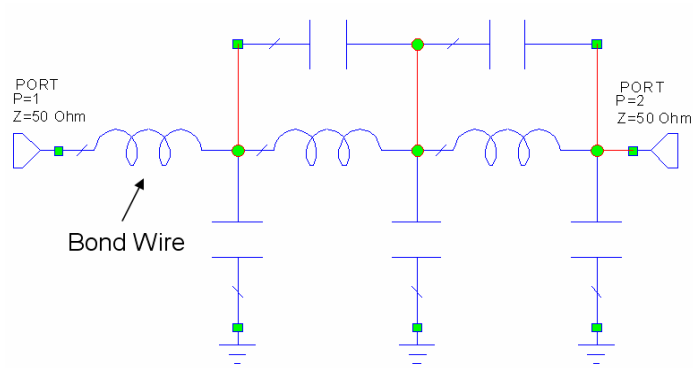 PORT
P=1
Z=50 Ohm
PORT
P=2
Z=50 Ohm
Bond Wire